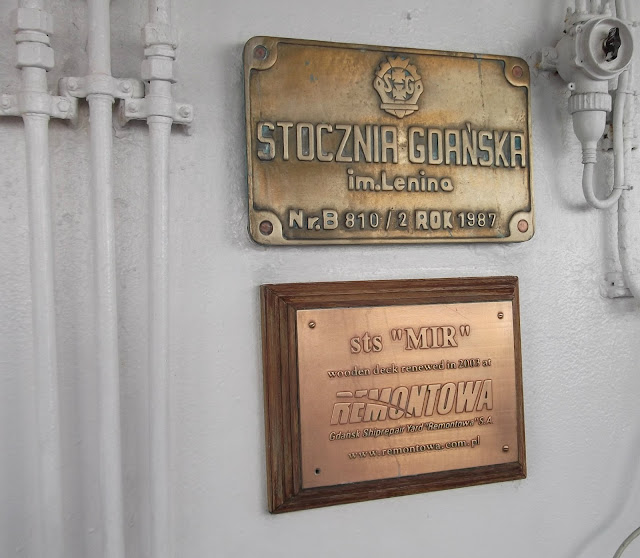 STOCZNIA GDAŃSKA
im.Lenina
Nr.B 810/2 ROK 1987
sts "MIR"
wooden deck renewed in 2003 at
REMONTOWA
Gdańsk Shiprepair Yard "Remontowa" S.A.
www.remontowa.com.pl